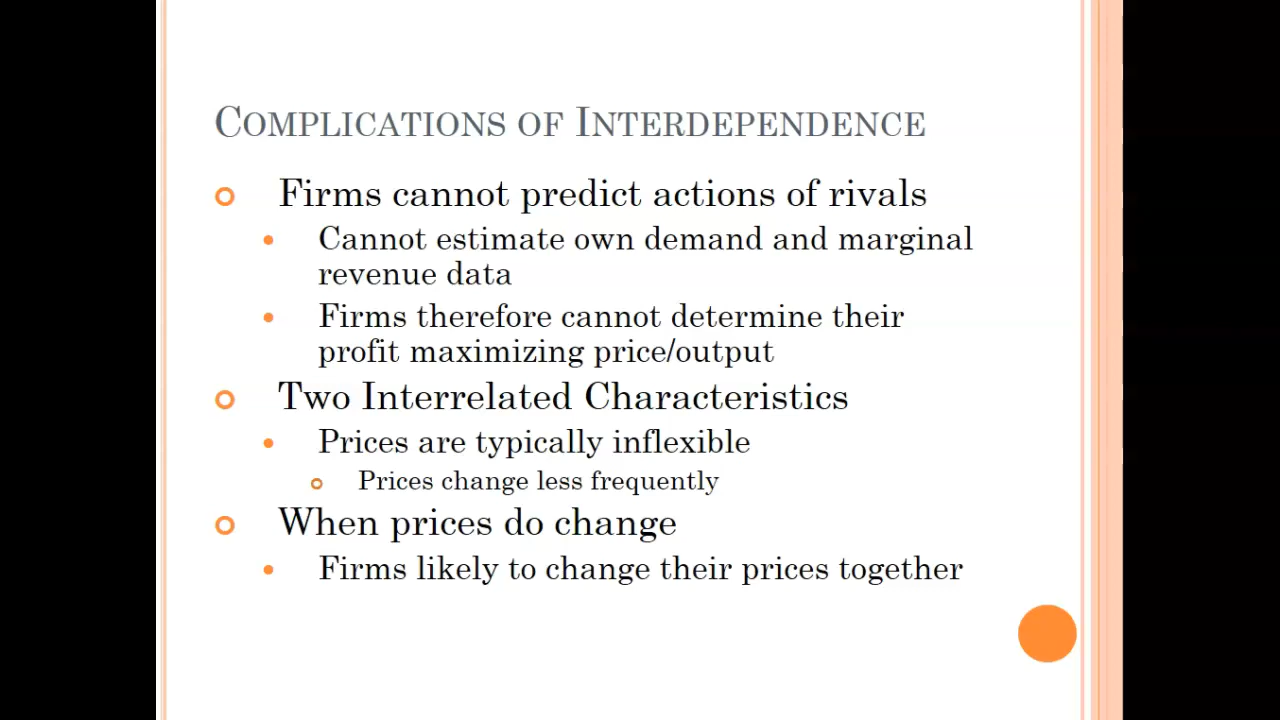 Complications of Interdependence
Firms cannot predict actions of rivals
Cannot estimate own demand and marginal
revenue data
Firms therefore cannot determine their
profit maximizing price/output
Two Interrelated Characteristics
Prices are typically inflexible
Prices change less frequently
When prices do change
Firms likely to change their prices together